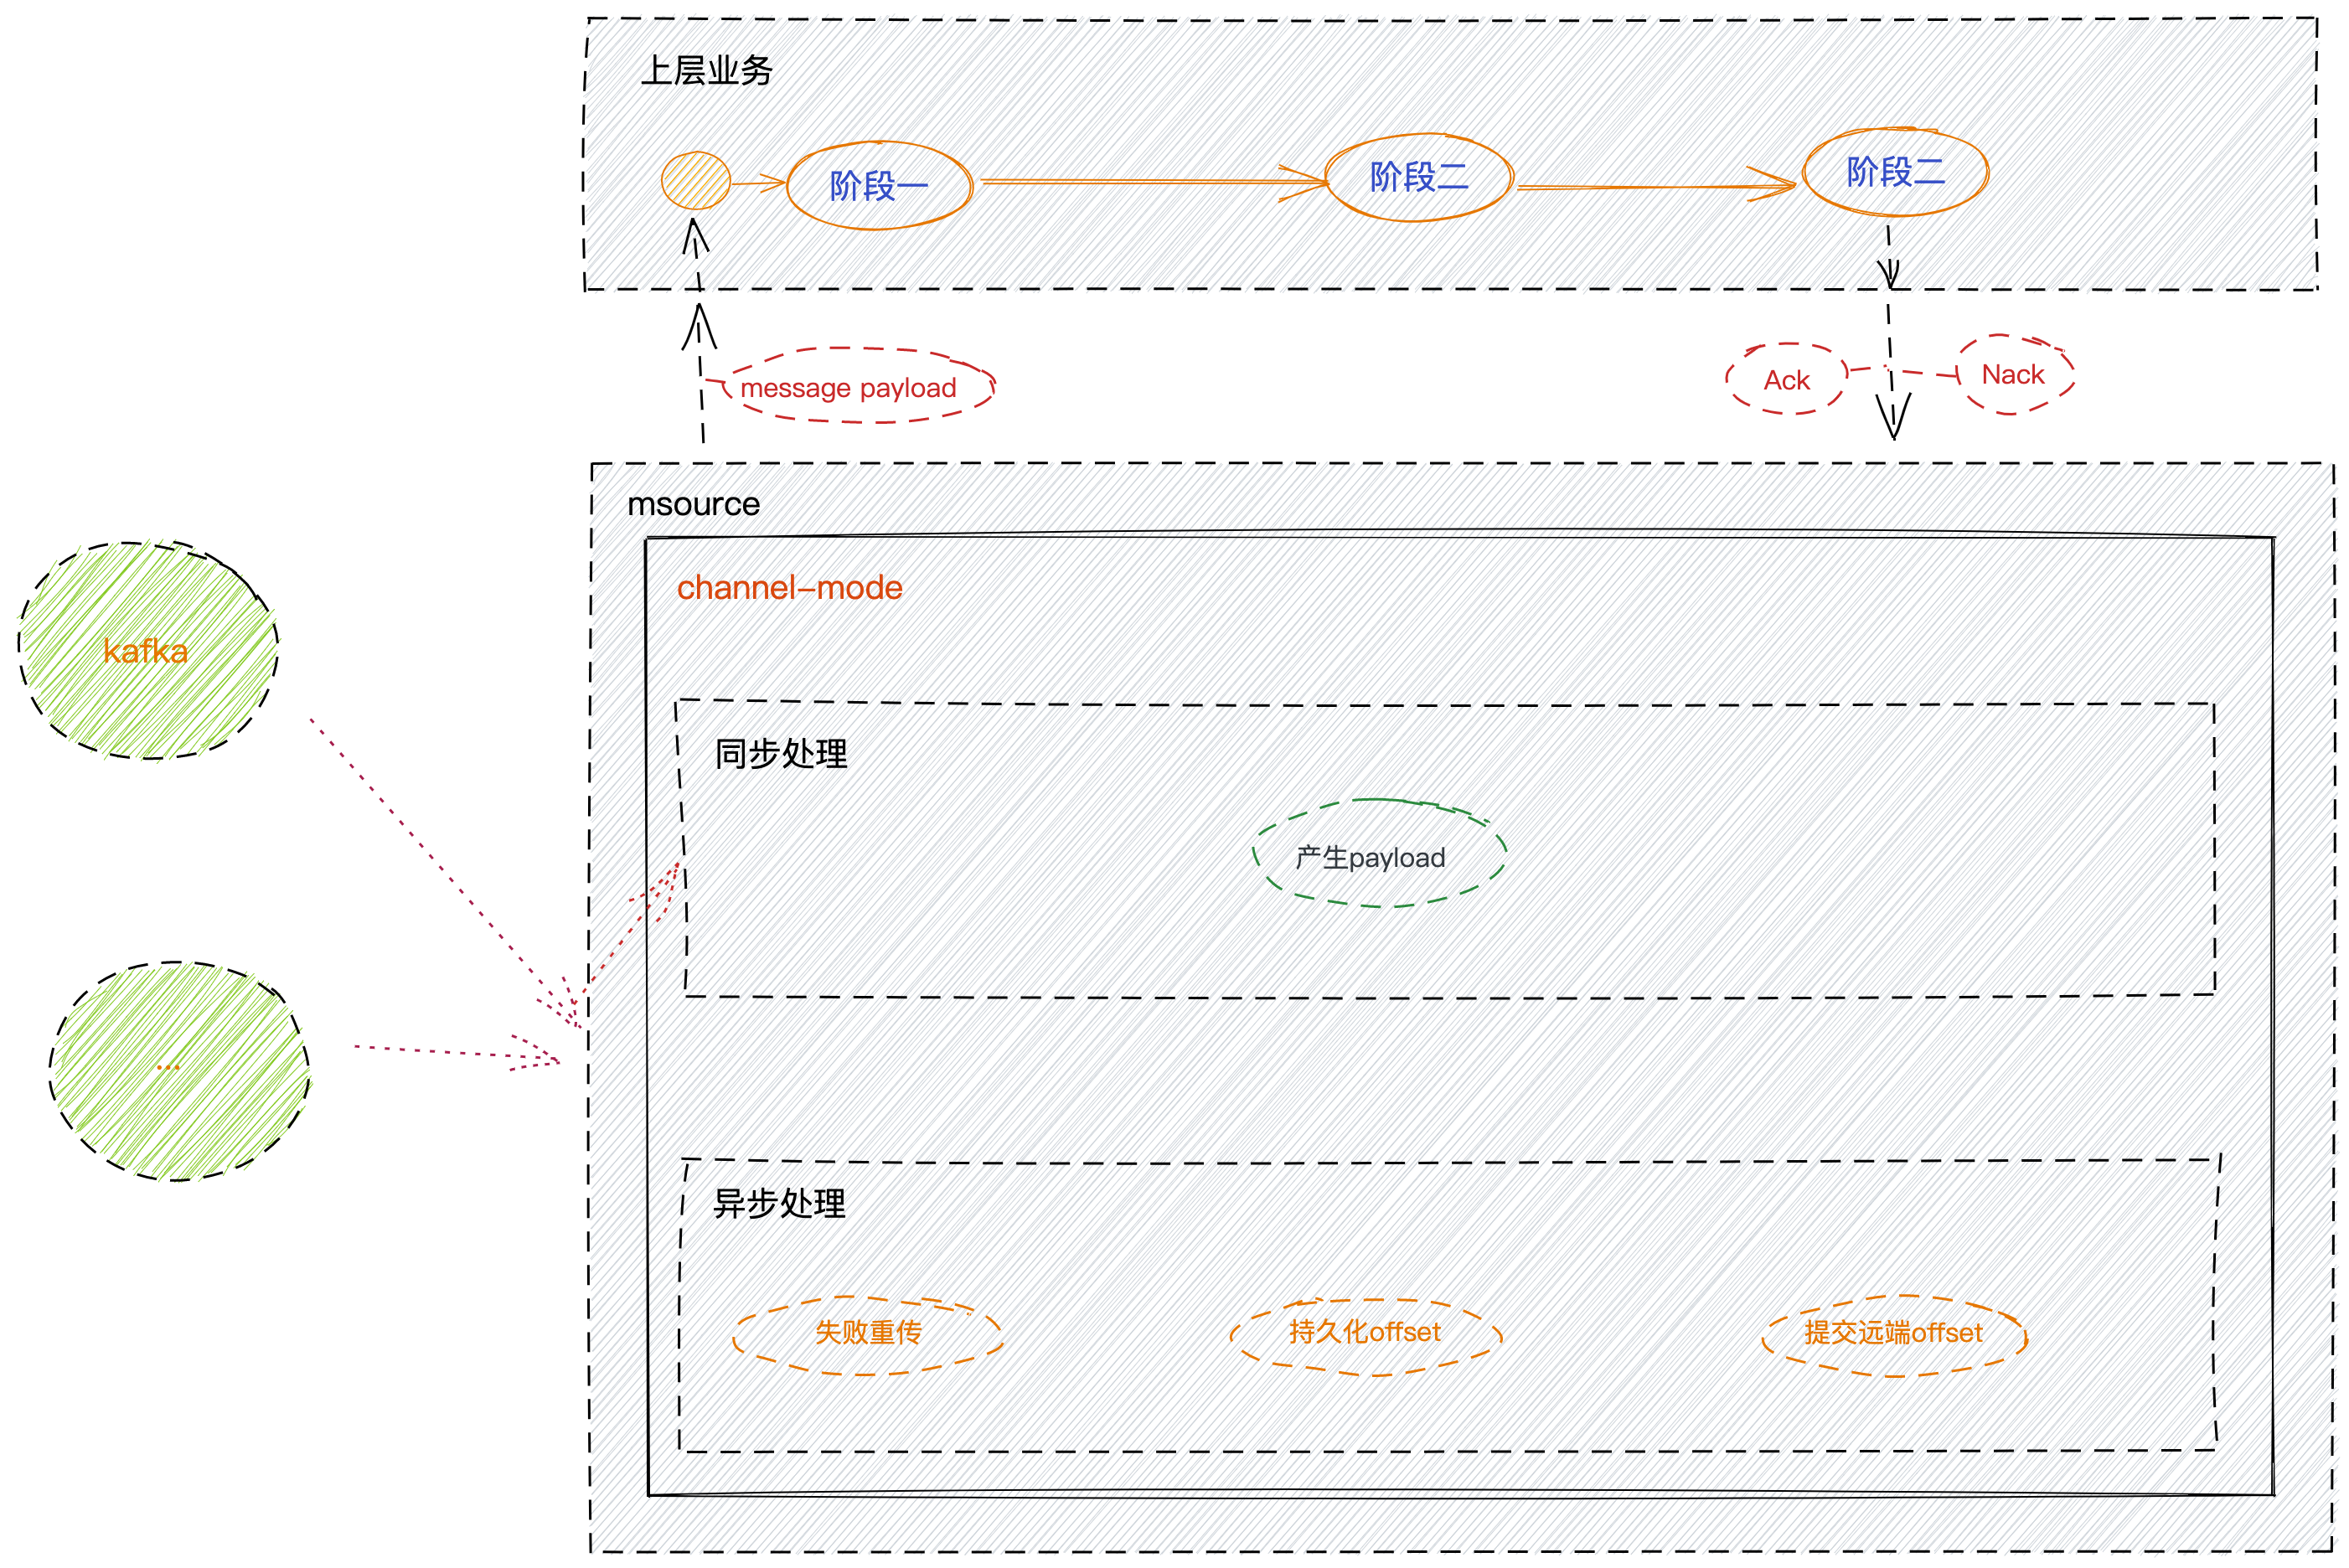 上层业务
阶段一
阶段二
阶段二
message payload
Ack
Nack
msource
channel-mode
kafka
同步处理
产生payload
...
异步处理
失败重传
持久化offset
提交远端offset